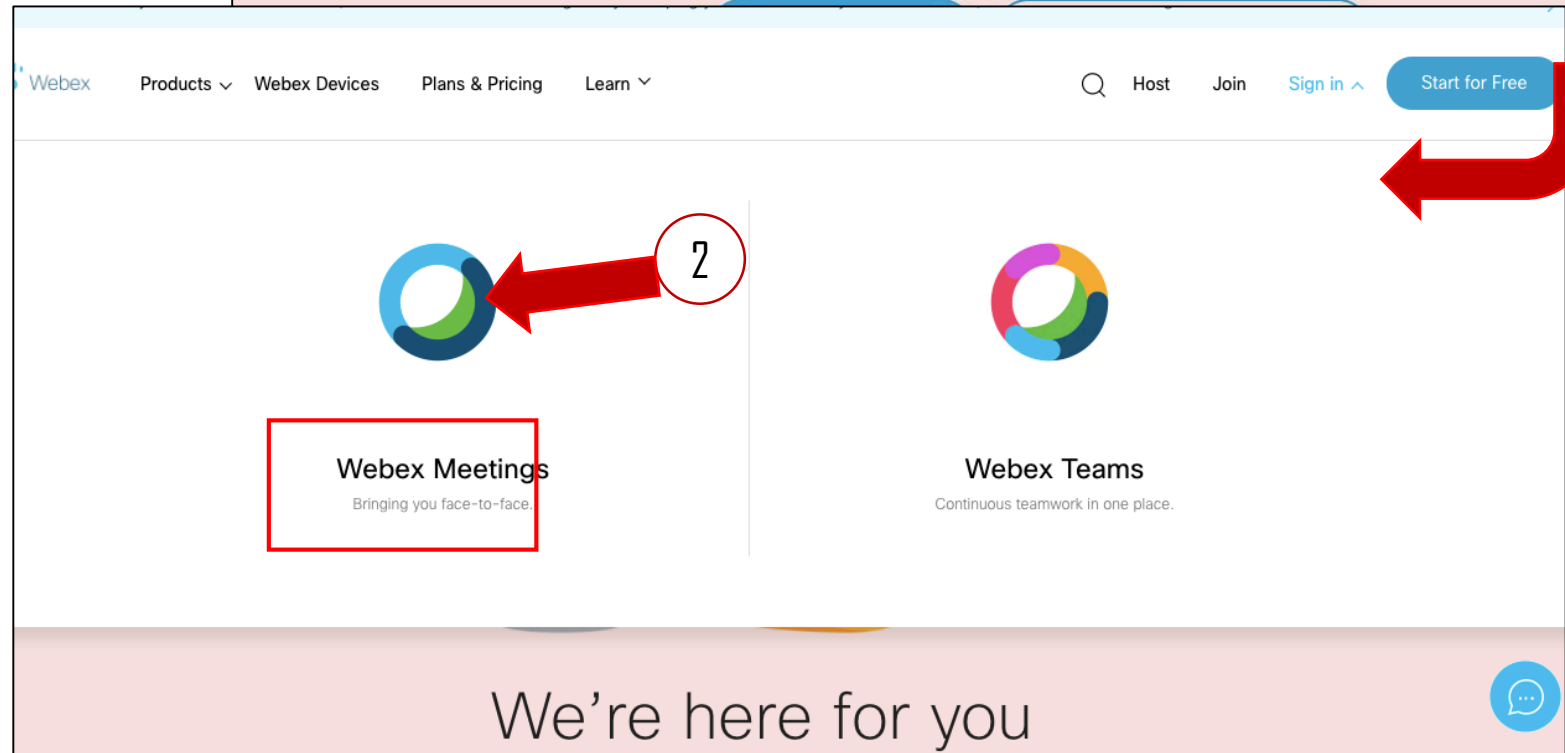 Webex Products Webex Devices Plans & Pricing Learn Host Join Sign in Start for Free
2
Webex Meetings Webex Teams
Bringing you face-to-face. Continuous teamwork in one place.
We're here for you